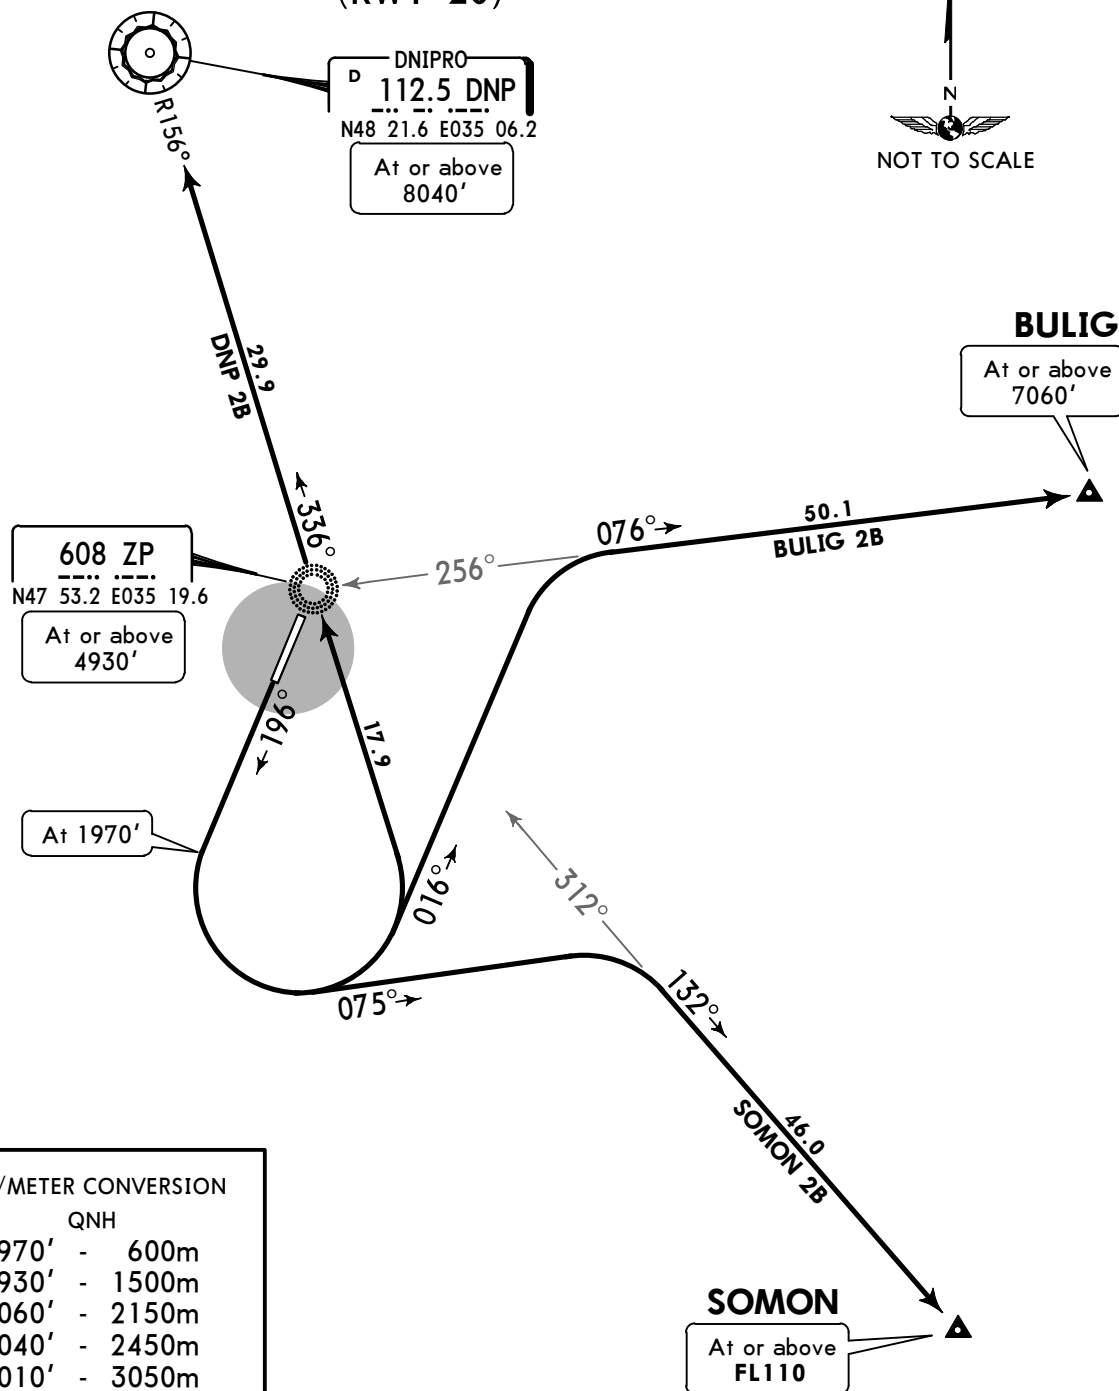 DNIPRO
D 112.5 DNP
N48 21.6 E035 06.2
At or above
8040'
R156°
N
NOT TO SCALE
BULIG
At or above
7060'
29.9
DNP 2B
336°
608 ZP
N47 53.2 E035 19.6
At or above
4930'
076°
50.1
BULIG 2B
256°
196°
17.9
At 1970'
016°
312°
075°
132°
46.0
SOMON 2B
SOMON
At or above
FL110
/METER CONVERSION
QNH
970' - 600m
930' - 1500m
060' - 2150m
040' - 2450m
010' - 3050m